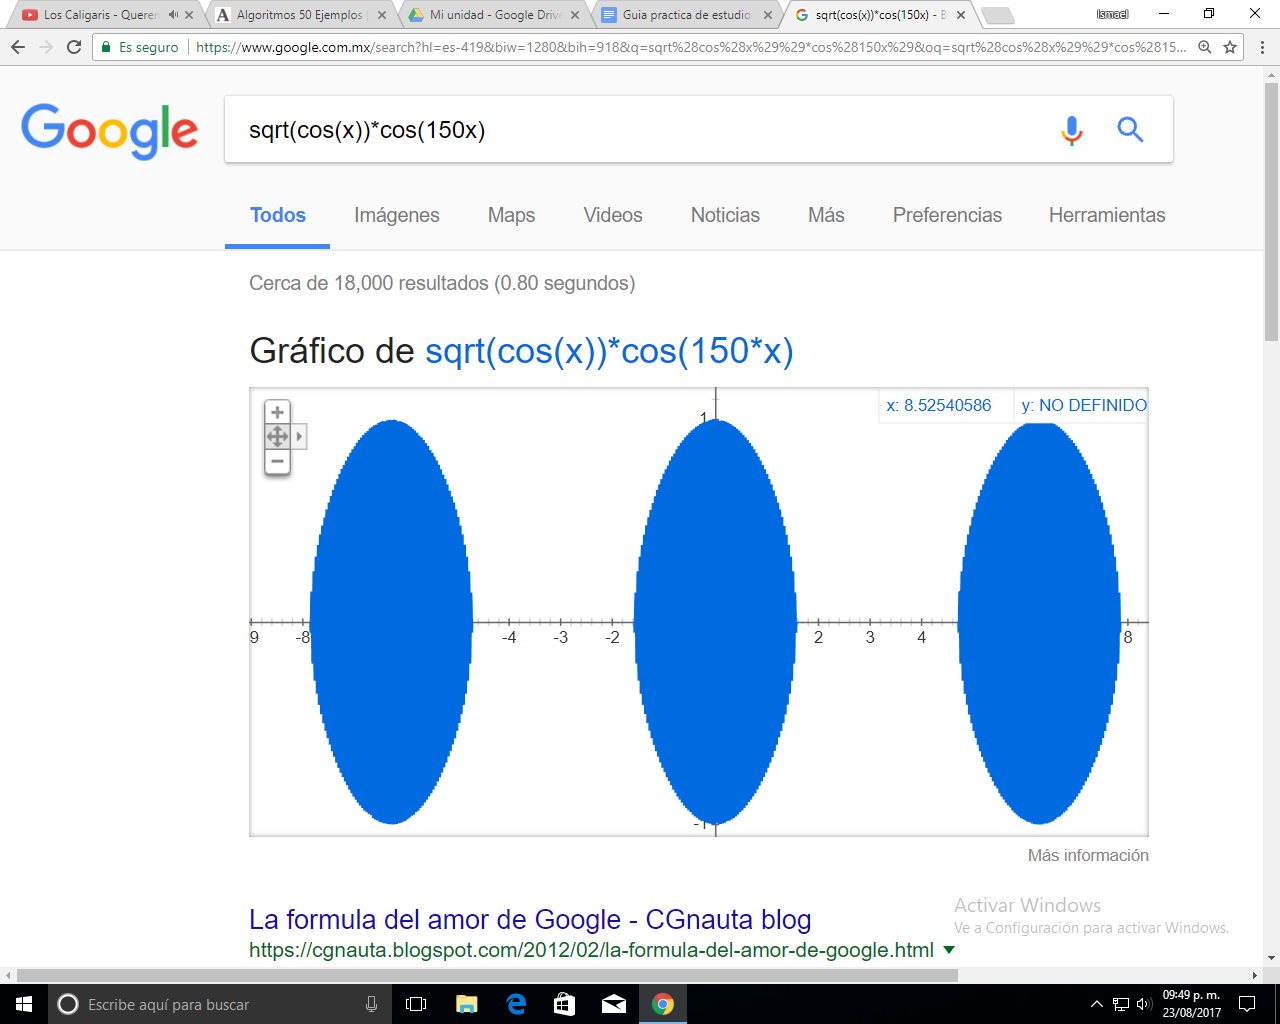 Los Caligaris - Querer
Algoritmos 50 Ejemplos
Mi unidad - Google Drive
Guia practica de estudio
sqrt(cos(x))*cos(150x) - B
Ismael
Es seguro
https://www.google.com.mx/search?hl=es-419&biw=1280&bih=918&q=sqrt%28cos%28x%29%29*cos%28150x%29&oq=sqrt%28cos%28x%29%29*cos%2815...
Google
sqrt(cos(x))*cos(150x)
Todos
Imágenes
Maps
Videos
Noticias
Más
Preferencias
Herramientas
Cerca de 18,000 resultados (0.80 segundos)
Gráfico de sqrt(cos(x))*cos(150*x)
x: 8.52540586
y: NO DEFINIDO
1
9 -8 -4 -3 -2 2 3 4 8
-1
Más información
La formula del amor de Google - CGnauta blog
https://cgnauta.blogspot.com/2012/02/la-formula-del-amor-de-google.html
Activar Windows
Ve a Configuración para activar Windows.
Escribe aquí para buscar
09:49 p. m.
23/08/2017